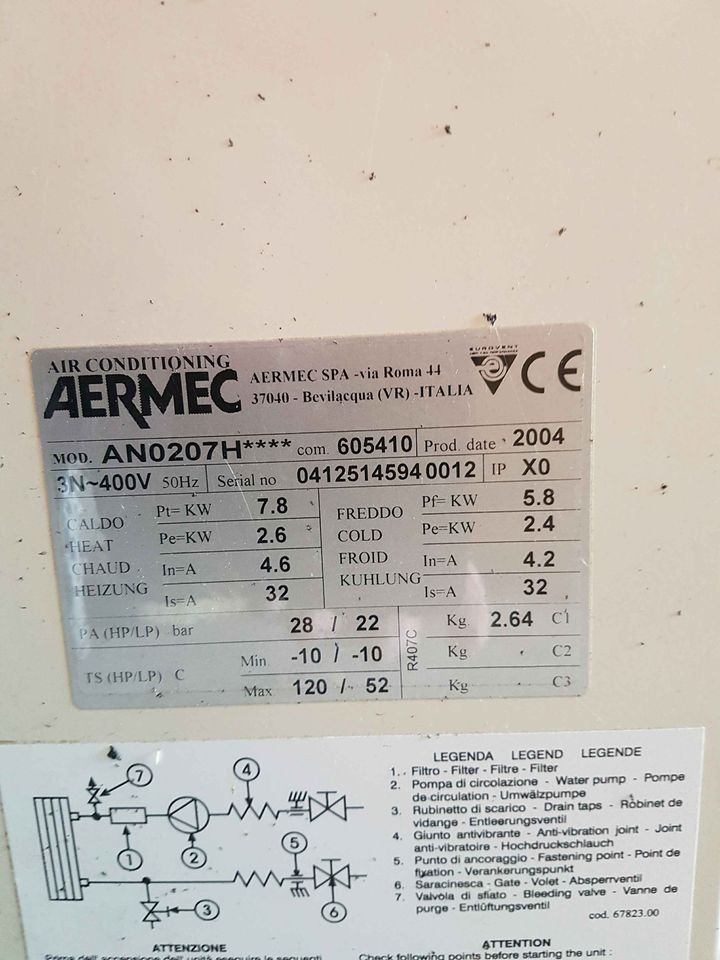 AIR CONDITIONING
AERMEC
AERMEC SPA -via Roma 44
37040 - Bevilacqua (VR) -ITALIA
EUROVENT
CE
MOD. AN0207H**** com. 605410 Prod. date 2004
3N~400V 50Hz Serial no 04125145940012 IP X0
CALDO
HEAT
CHAUD
HEIZUNG
Pt= KW 7.8
Pe=KW 2.6
In=A 4.6
Is=A 32
FREDDO
COLD
FROID
KUHLUNG
Pf= KW 5.8
Pe=KW 2.4
In=A 4.2
Is=A 32
PA (HP/LP) bar 28 / 22
TS (HP/LP) C Min -10 / -10
Max 120 / 52
R407C
Kg 2.64 C1
Kg C2
Kg C3
7
4
1
2
5
3
6
LEGENDA LEGEND LEGENDE
1. Filtro - Filter - Filtre - Filter
2. Pompa di circolazione - Water pump - Pompe
de circulation - Umwälzpumpe
3. Rubinetto di scarico - Drain taps - Robinet de
vidange - Entleerungsventil
4. Giunto antivibrante - Anti-vibration joint - Joint
anti-vibratoire - Hochdruckschlauch
5. Punto di ancoraggio - Fastening point - Point de
fixation - Verankerungspunkt
6. Saracinesca - Gate - Volet - Absperrventil
7. Valvola di sfiato - Bleeding valve - Vanne de
purge - Entlüftungsventil
cod. 67823.00
ATTENZIONE
Prima dell' accensione dell' unità eseguire le seguenti
ATTENTION
Check following points before starting the unit :